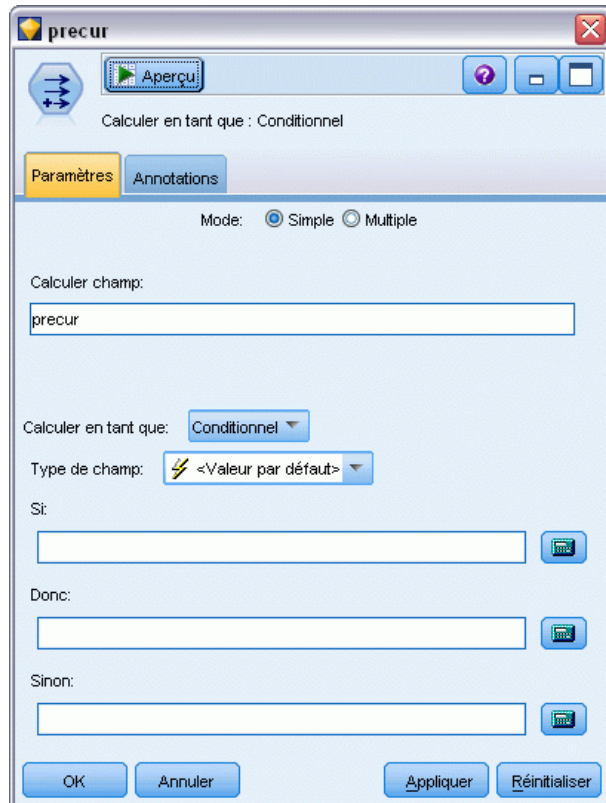 precur
Aperçu
Calculer en tant que : Conditionnel
Paramètres Annotations
Mode: Simple Multiple
Calculer champ:
precur
Calculer en tant que: Conditionnel
Type de champ: <Valeur par défaut>
Si:
Donc:
Sinon:
OK Annuler Appliquer Réinitialiser